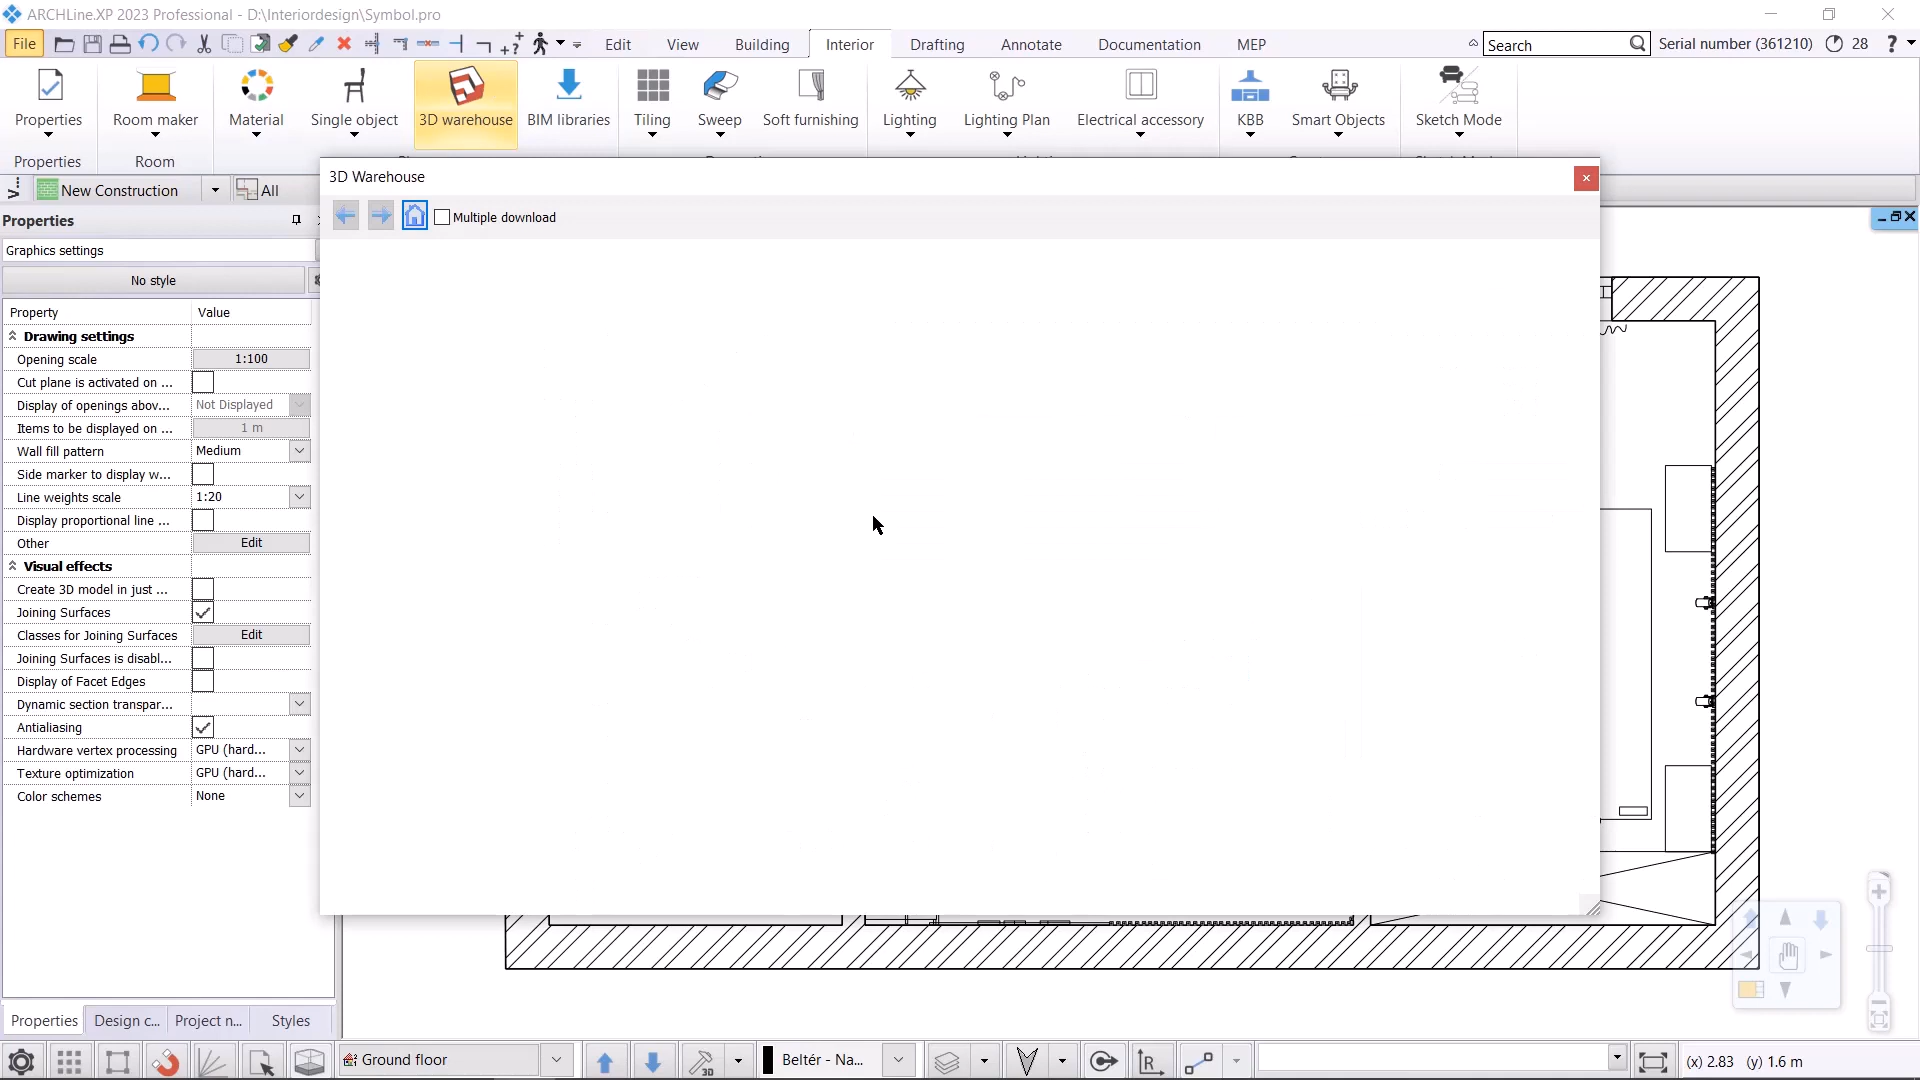 ARCHLine.XP 2023 Professional - D:\Interiordesign\Symbol.pro
File Edit View Building Interior Drafting Annotate Documentation MEP Search Serial number (361210) 28 ?
Properties Room maker Material Single object 3D warehouse BIM libraries Tiling Sweep Soft furnishing Lighting Lighting Plan Electrical accessory KBB Smart Objects Sketch Mode
Properties Room
New Construction All
3D Warehouse
Multiple download
Properties
Graphics settings
No style
Property Value
Drawing settings
Opening scale 1:100
Cut plane is activated on ...
Display of openings abov... Not Displayed
Items to be displayed on ... 1 m
Wall fill pattern Medium
Side marker to display w...
Line weights scale 1:20
Display proportional line ...
Other Edit
Visual effects
Create 3D model in just ...
Joining Surfaces
Classes for Joining Surfaces Edit
Joining Surfaces is disabl...
Display of Facet Edges
Dynamic section transpar...
Antialiasing
Hardware vertex processing GPU (hard...
Texture optimization GPU (hard...
Color schemes None
Properties Design c... Project n... Styles
Ground floor 3D Beltér - Na... R (x) 2.83 (y) 1.6 m